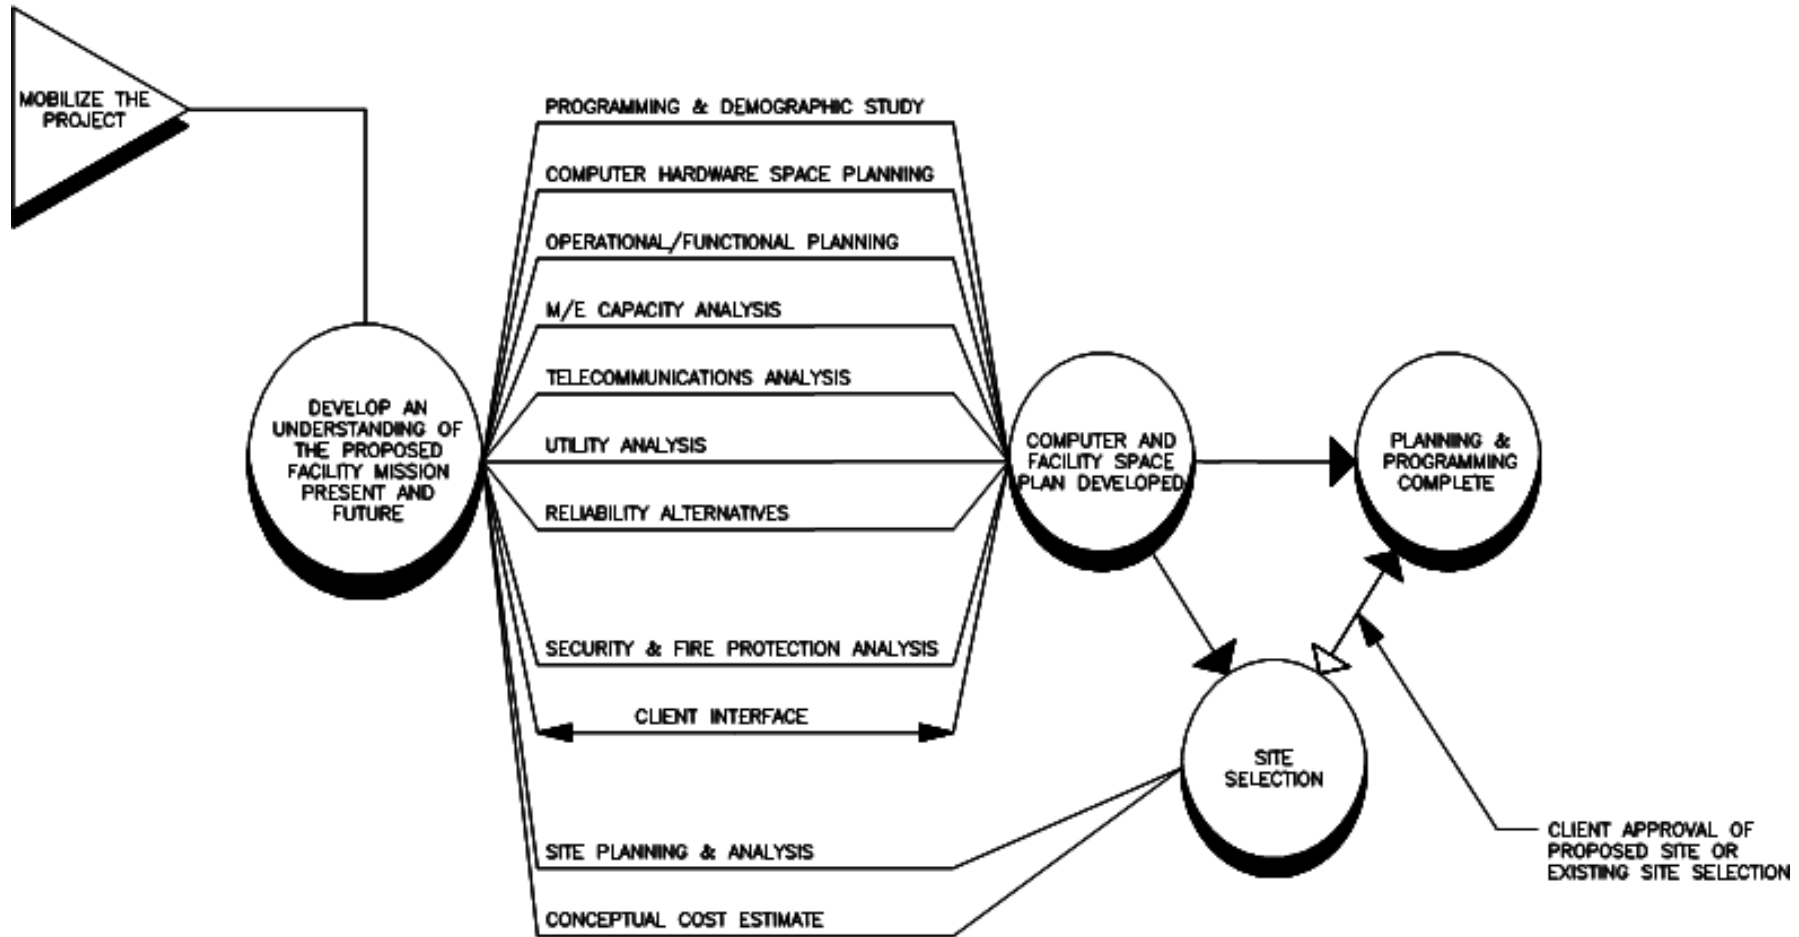 MOBILIZE THE
PROJECT
PROGRAMMING & DEMOGRAPHIC STUDY
COMPUTER HARDWARE SPACE PLANNING
OPERATIONAL/FUNCTIONAL PLANNING
M/E CAPACITY ANALYSIS
TELECOMMUNICATIONS ANALYSIS
UTILITY ANALYSIS
RELIABILITY ALTERNATIVES
SECURITY & FIRE PROTECTION ANALYSIS
CLIENT INTERFACE
SITE PLANNING & ANALYSIS
CONCEPTUAL COST ESTIMATE
DEVELOP AN
UNDERSTANDING OF
THE PROPOSED
FACILITY MISSION
PRESENT AND
FUTURE
COMPUTER AND
FACILITY SPACE
PLAN DEVELOPED
PLANNING &
PROGRAMMING
COMPLETE
SITE
SELECTION
CLIENT APPROVAL OF
PROPOSED SITE OR
EXISTING SITE SELECTION